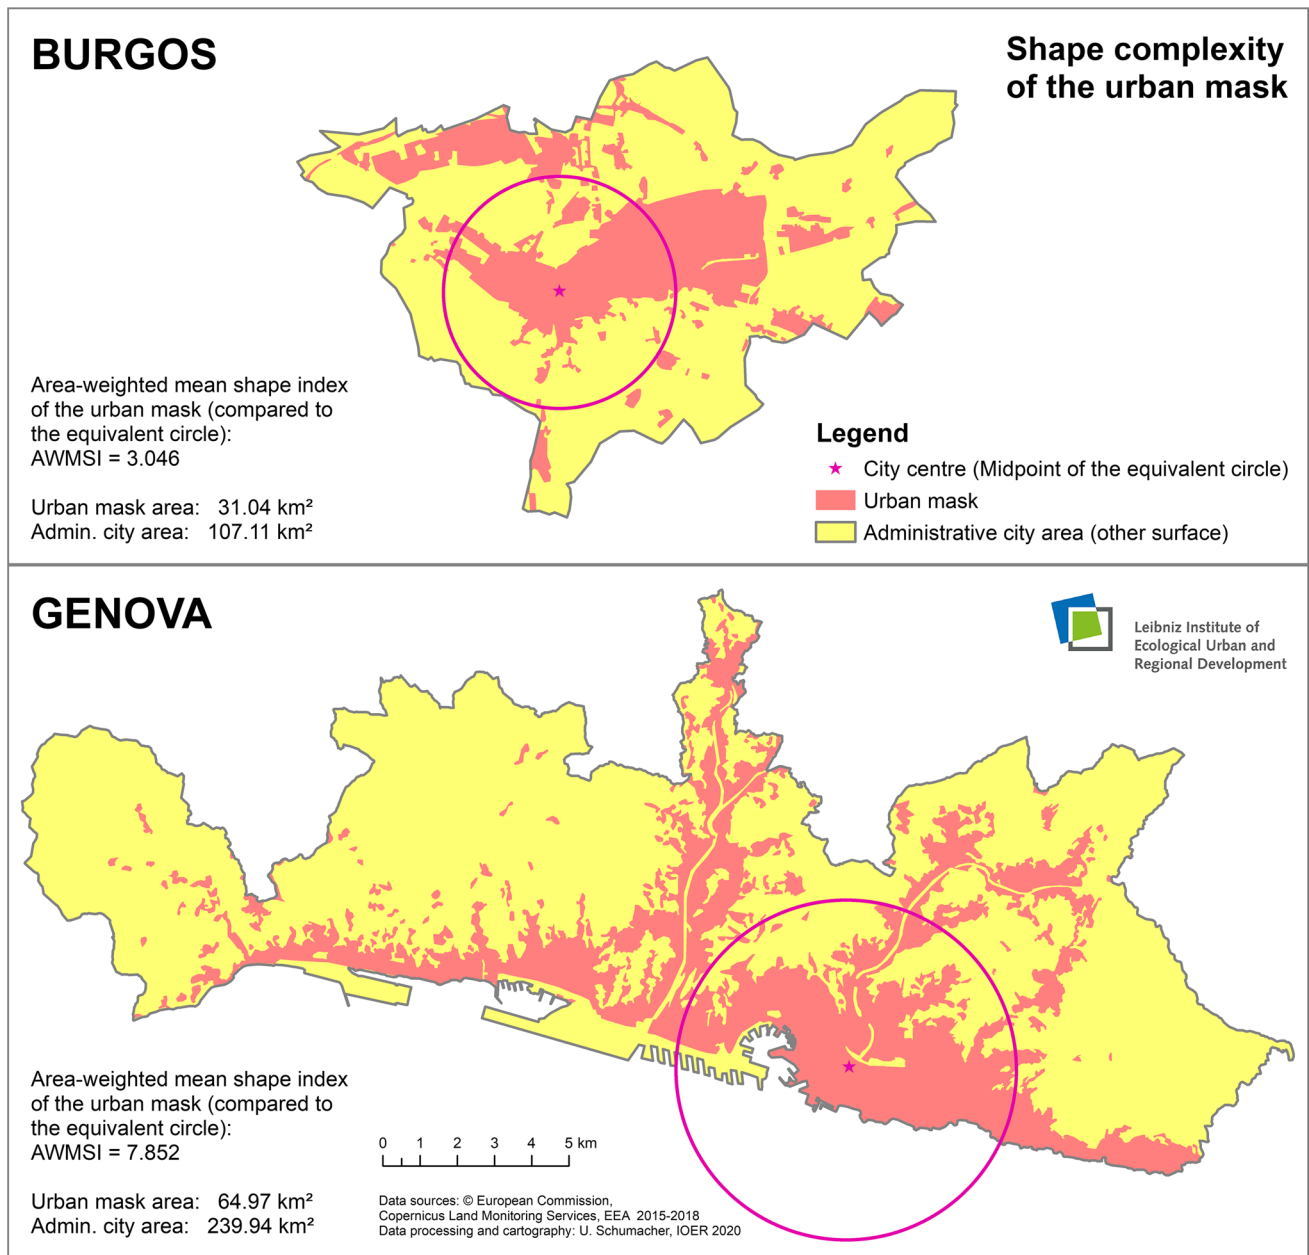 BURGOS
Shape complexity
of the urban mask
Area-weighted mean shape index
of the urban mask (compared to
the equivalent circle):
AWMSI = 3.046
Urban mask area: 31.04 km²
Admin. city area: 107.11 km²
Legend
City centre (Midpoint of the equivalent circle)
Urban mask
Administrative city area (other surface)
GENOVA
Leibniz Institute of
Ecological Urban and
Regional Development
Area-weighted mean shape index
of the urban mask (compared to
the equivalent circle):
AWMSI = 7.852
Urban mask area: 64.97 km²
Admin. city area: 239.94 km²
0 1 2 3 4 5 km
Data sources: © European Commission,
Copernicus Land Monitoring Services, EEA 2015-2018
Data processing and cartography: U. Schumacher, IOER 2020